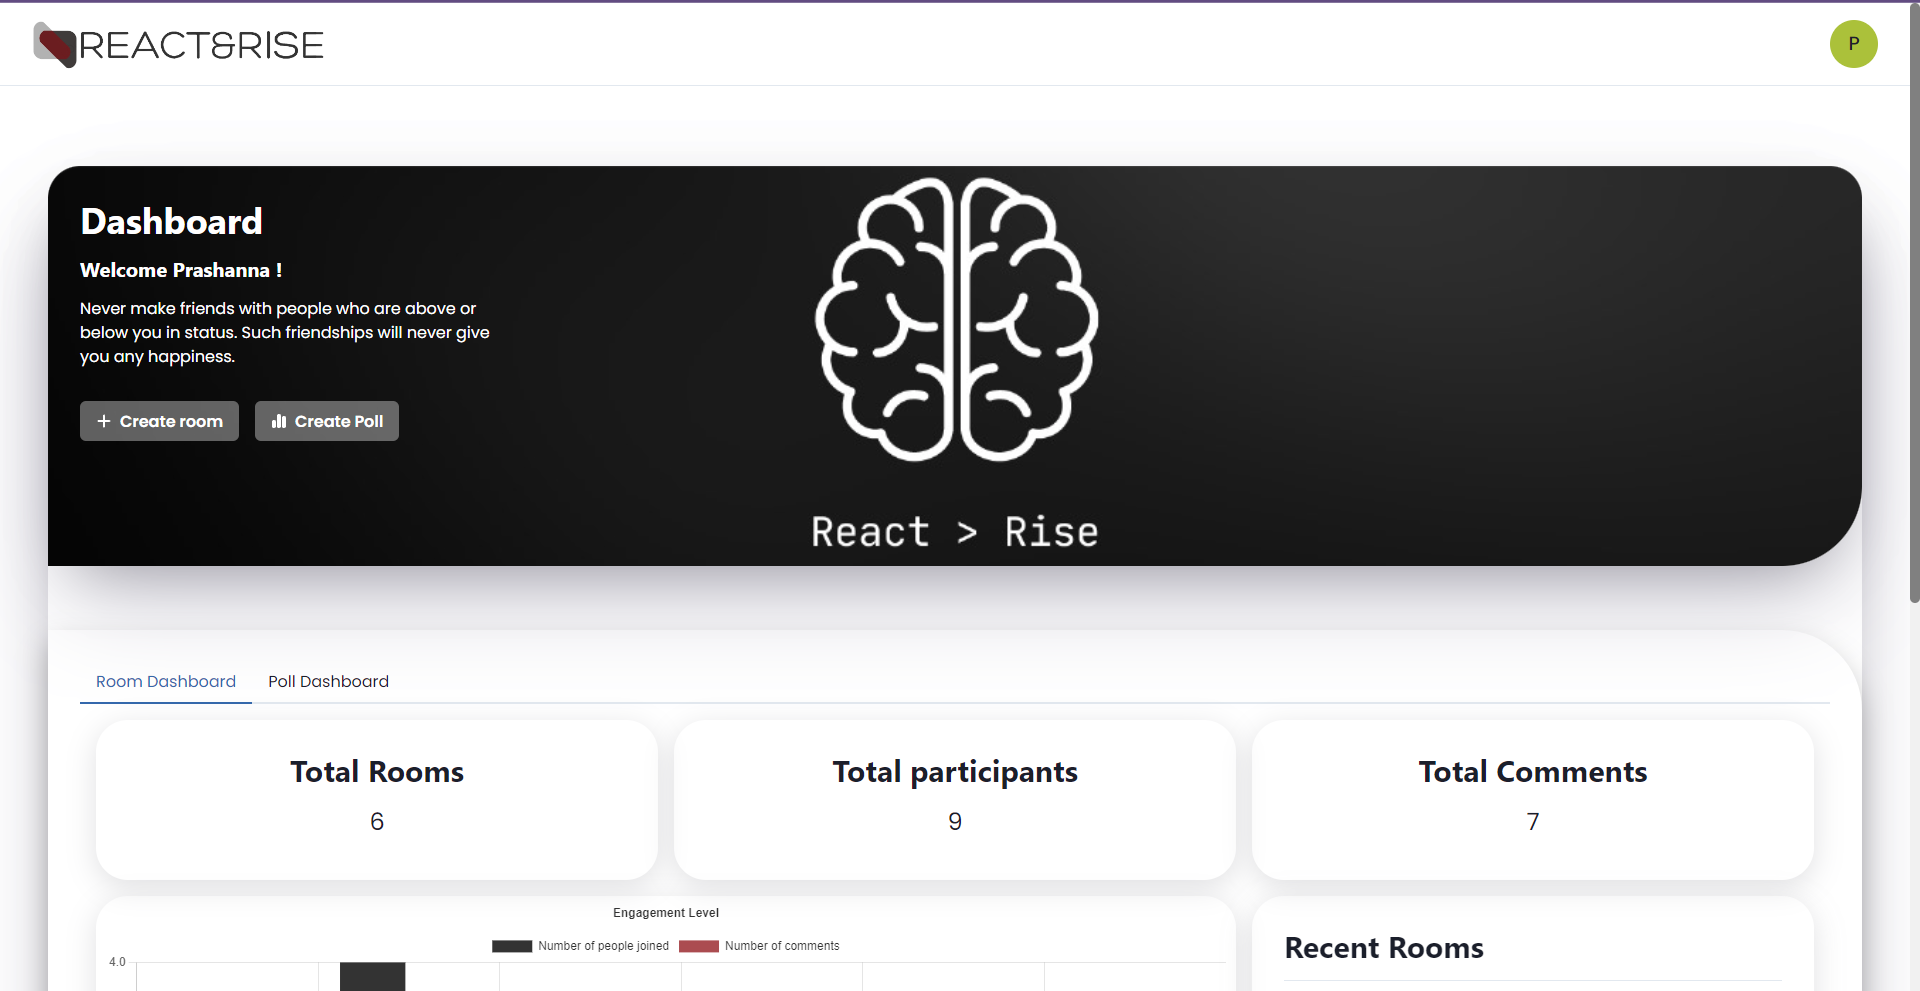 REACT&RISE
P
Dashboard
Welcome Prashanna !
Never make friends with people who are above or
below you in status. Such friendships will never give
you any happiness.
+ Create room
Create Poll
React > Rise
Room Dashboard
Poll Dashboard
Total Rooms
6
Total participants
9
Total Comments
7
Engagement Level
Number of people joined
Number of comments
4.0
Recent Rooms